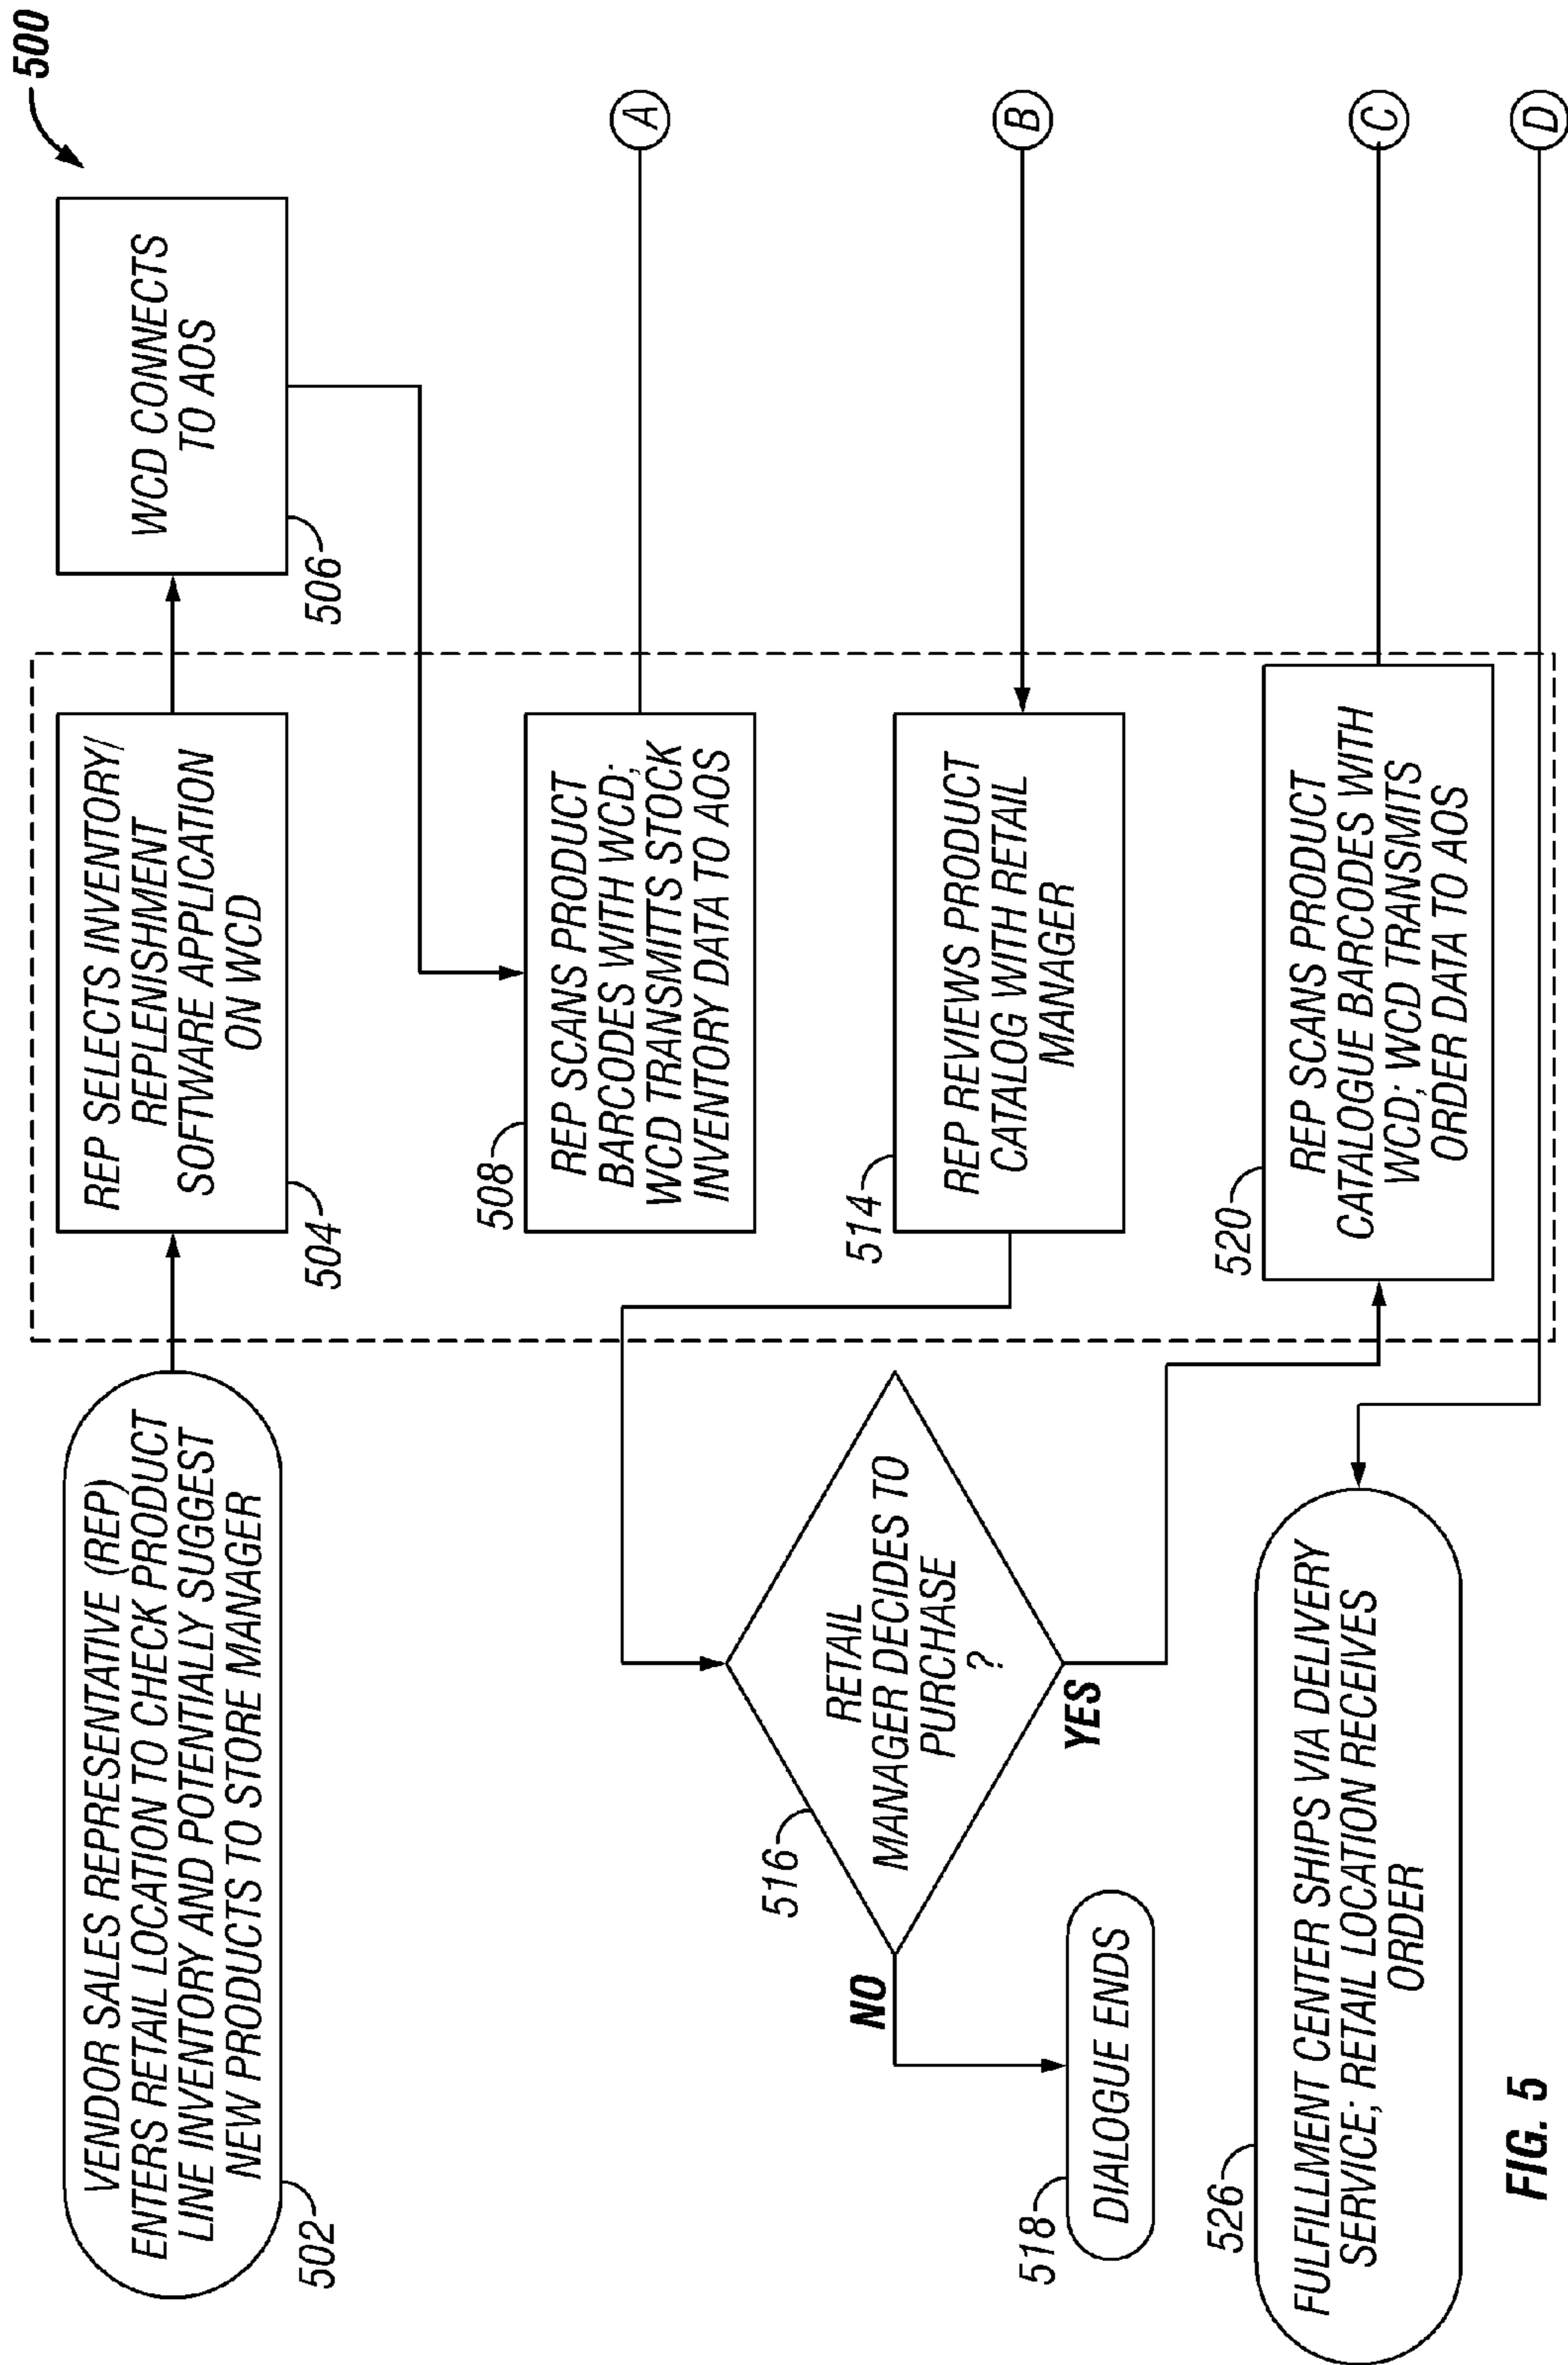 500
VENDOR SALES REPRESENTATIVE (REP)
ENTERS RETAIL LOCATION TO CHECK PRODUCT
LINE INVENTORY AND POTENTIALLY SUGGEST
NEW PRODUCTS TO STORE MANAGER
502
REP SELECTS INVENTORY/
REPLENISHMENT
SOFTWARE APPLICATION
ON WCD
504
WCD CONNECTS
TO AOS
506
508
REP SCANS PRODUCT
BARCODES WITH WCD;
WCD TRANSMITTS STOCK
INVENTORY DATA TO AOS
A
514
REP REVIEWS PRODUCT
CATALOG WITH RETAIL
MANAGER
B
516
RETAIL
MANAGER DECIDES TO
PURCHASE
?
NO
YES
518
DIALOGUE ENDS
520
REP SCANS PRODUCT
CATALOGUE BARCODES WITH
WCD; WCD TRANSMITS
ORDER DATA TO AOS
C
526
FULFILLMENT CENTER SHIPS VIA DELIVERY
SERVICE; RETAIL LOCATION RECEIVES
ORDER
D
FIG. 5